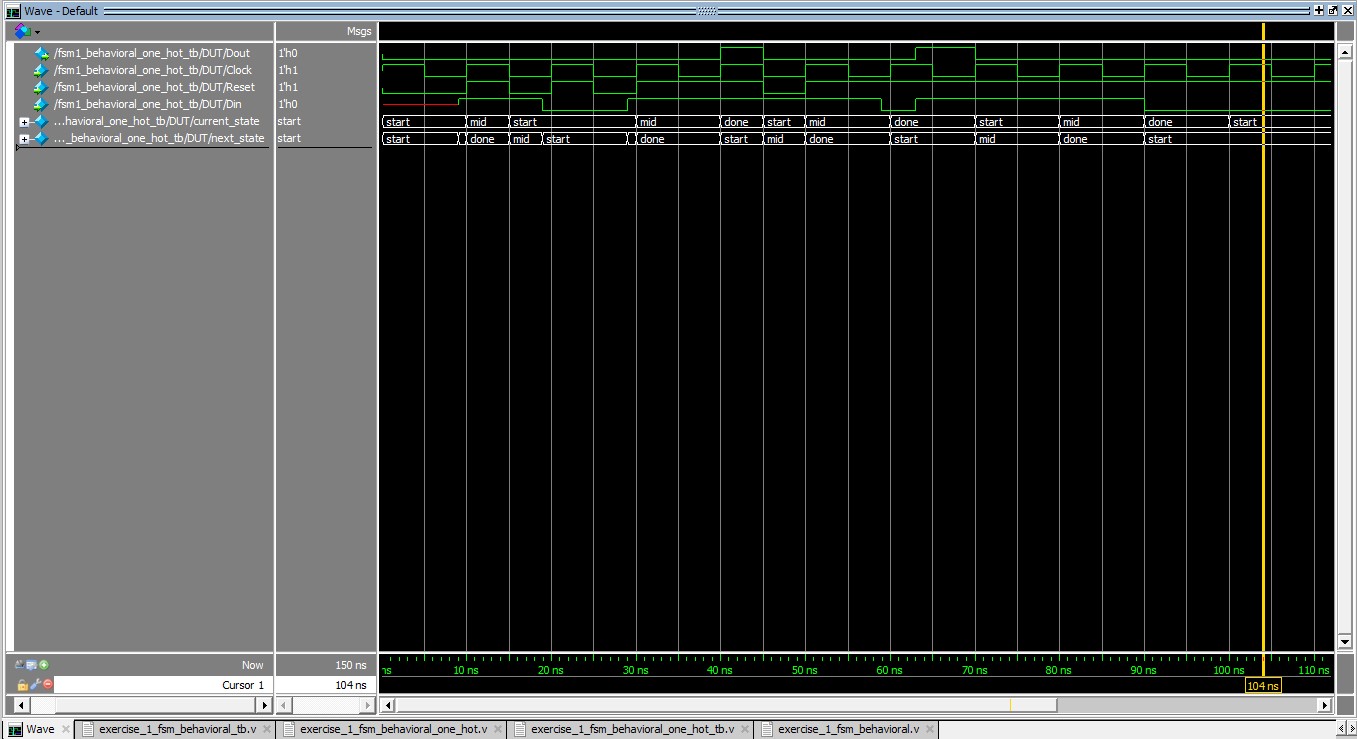 Wave - Default
Msgs
/fsm1_behavioral_one_hot_tb/DUT/Dout 1'h0
/fsm1_behavioral_one_hot_tb/DUT/Clock 1'h1
/fsm1_behavioral_one_hot_tb/DUT/Reset 1'h1
/fsm1_behavioral_one_hot_tb/DUT/Din 1'h0
...havioral_one_hot_tb/DUT/current_state start start mid start mid done start mid done start mid done start
..._behavioral_one_hot_tb/DUT/next_state start start done mid start done start mid done start mid done start
Now 150 ns ns 10 ns 20 ns 30 ns 40 ns 50 ns 60 ns 70 ns 80 ns 90 ns 100 ns 110 ns
Cursor 1 104 ns 104 ns
Wave exercise_1_fsm_behavioral_tb.v exercise_1_fsm_behavioral_one_hot.v exercise_1_fsm_behavioral_one_hot_tb.v exercise_1_fsm_behavioral.v